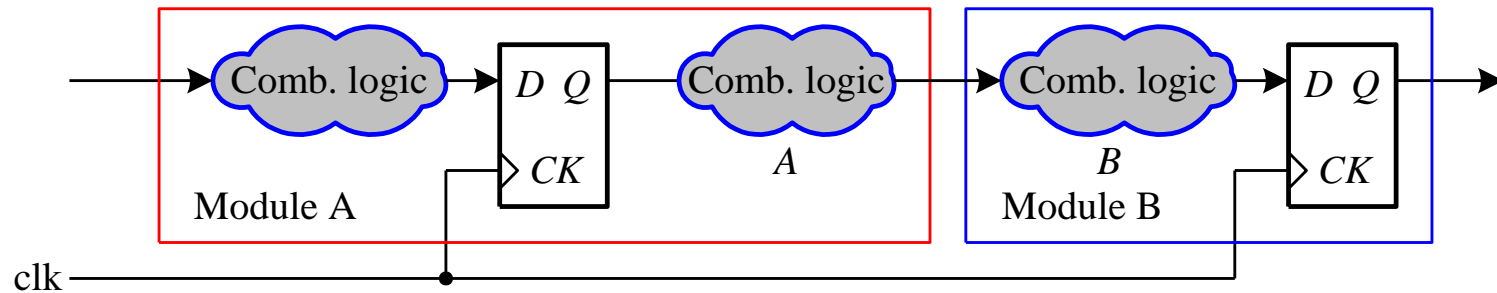 Comb. logic
D Q
Comb. logic
Comb. logic
D Q
A
B
CK
CK
Module A
Module B
clk